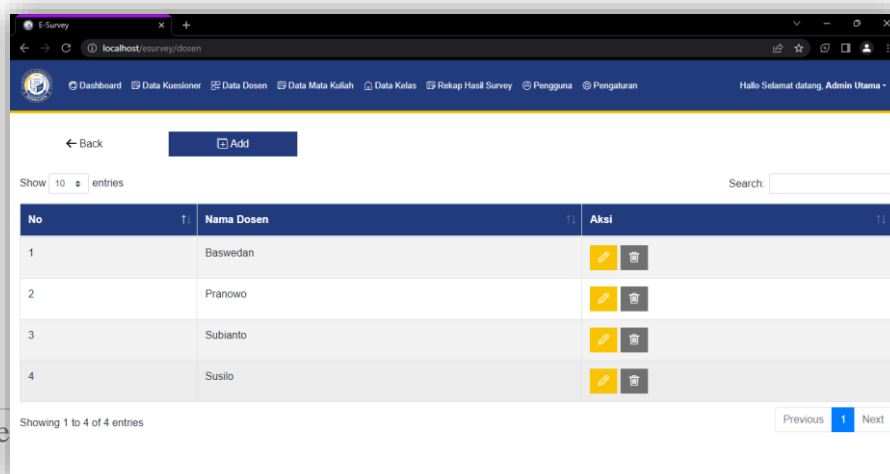 E-Survey
localhost/esurvey/dosen
Dashboard Data Kuesioner Data Dosen Data Mata Kuliah Data Kelas Rekap Hasil Survey Pengguna Pengaturan Hallo Selamat datang, Admin Utama
Back Add
Show 10 entries Search:
No Nama Dosen Aksi
1 Baswedan
2 Pranowo
3 Subianto
4 Susilo
Showing 1 to 4 of 4 entries Previous 1 Next